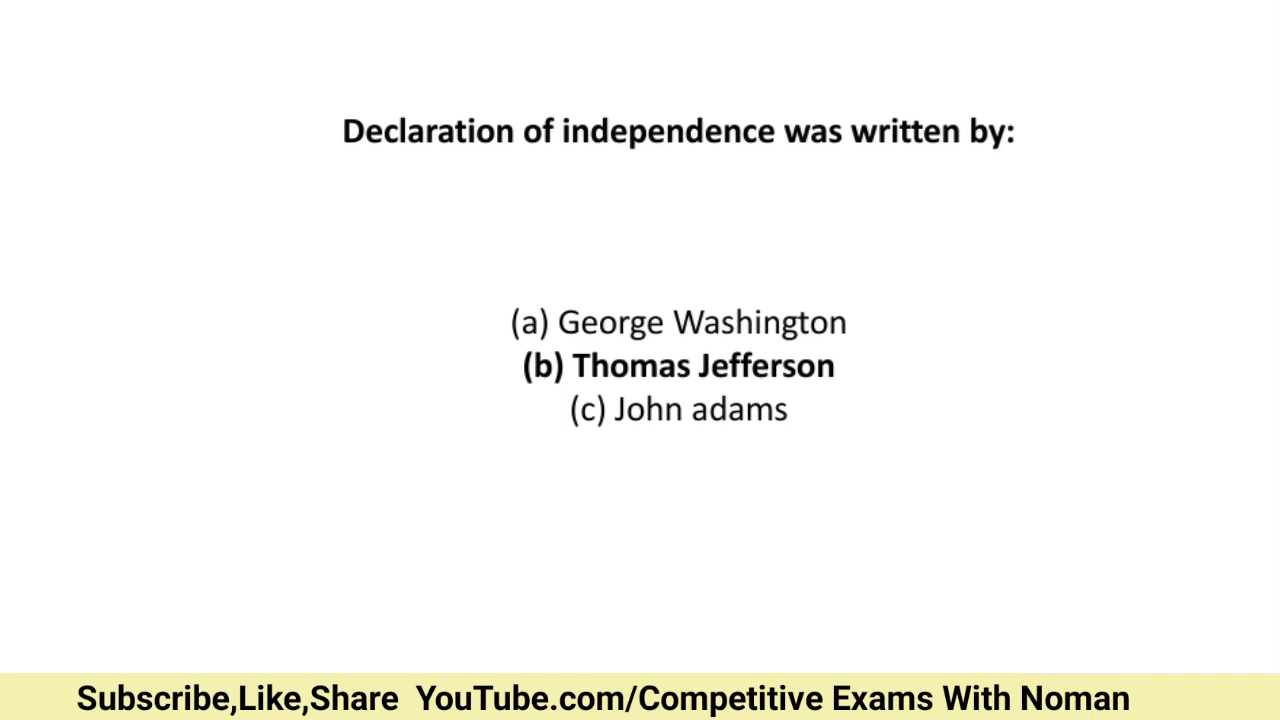 Declaration of independence was written by:
(a) George Washington
(b) Thomas Jefferson
(c) John adams
Subscribe,Like,Share YouTube.com/Competitive Exams With Noman